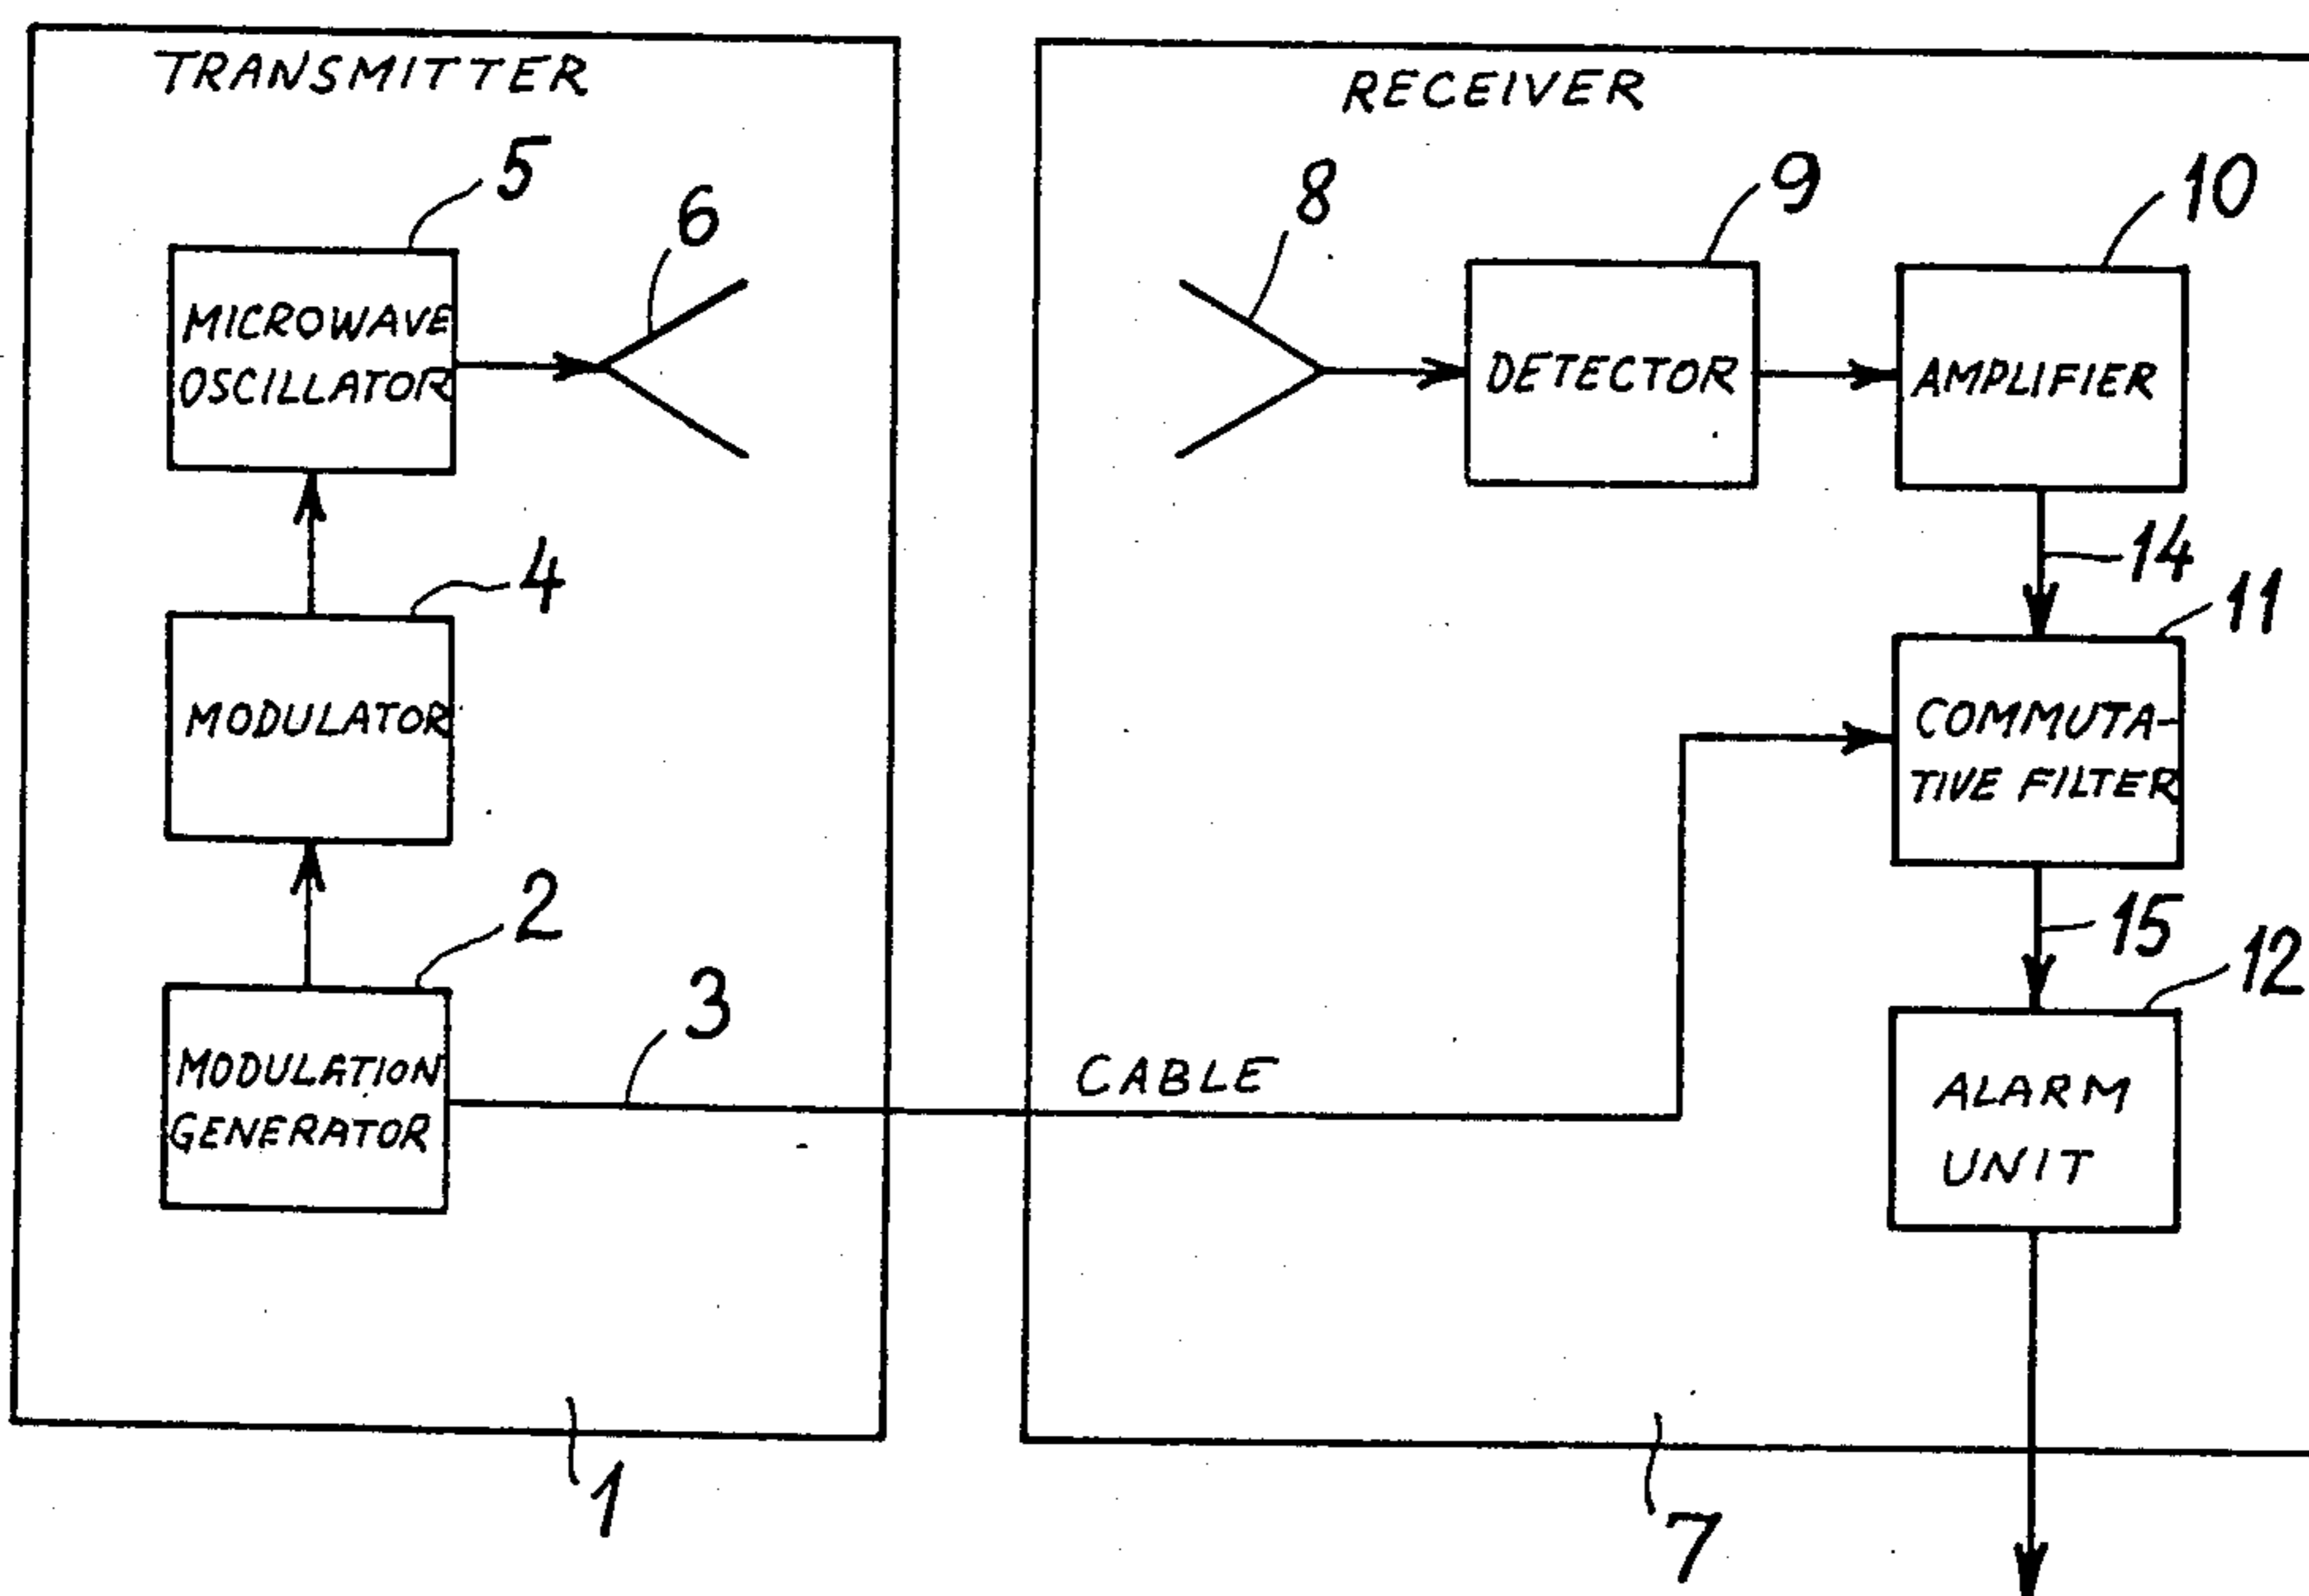 TRANSMITTER
5
6
MICROWAVE
OSCILLATOR
4
MODULATOR
2
MODULATION
GENERATOR
3
1
RECEIVER
8
9
10
DETECTOR
AMPLIFIER
14
11
COMMUTA-
TIVE FILTER
15
12
CABLE
ALARM
UNIT
7